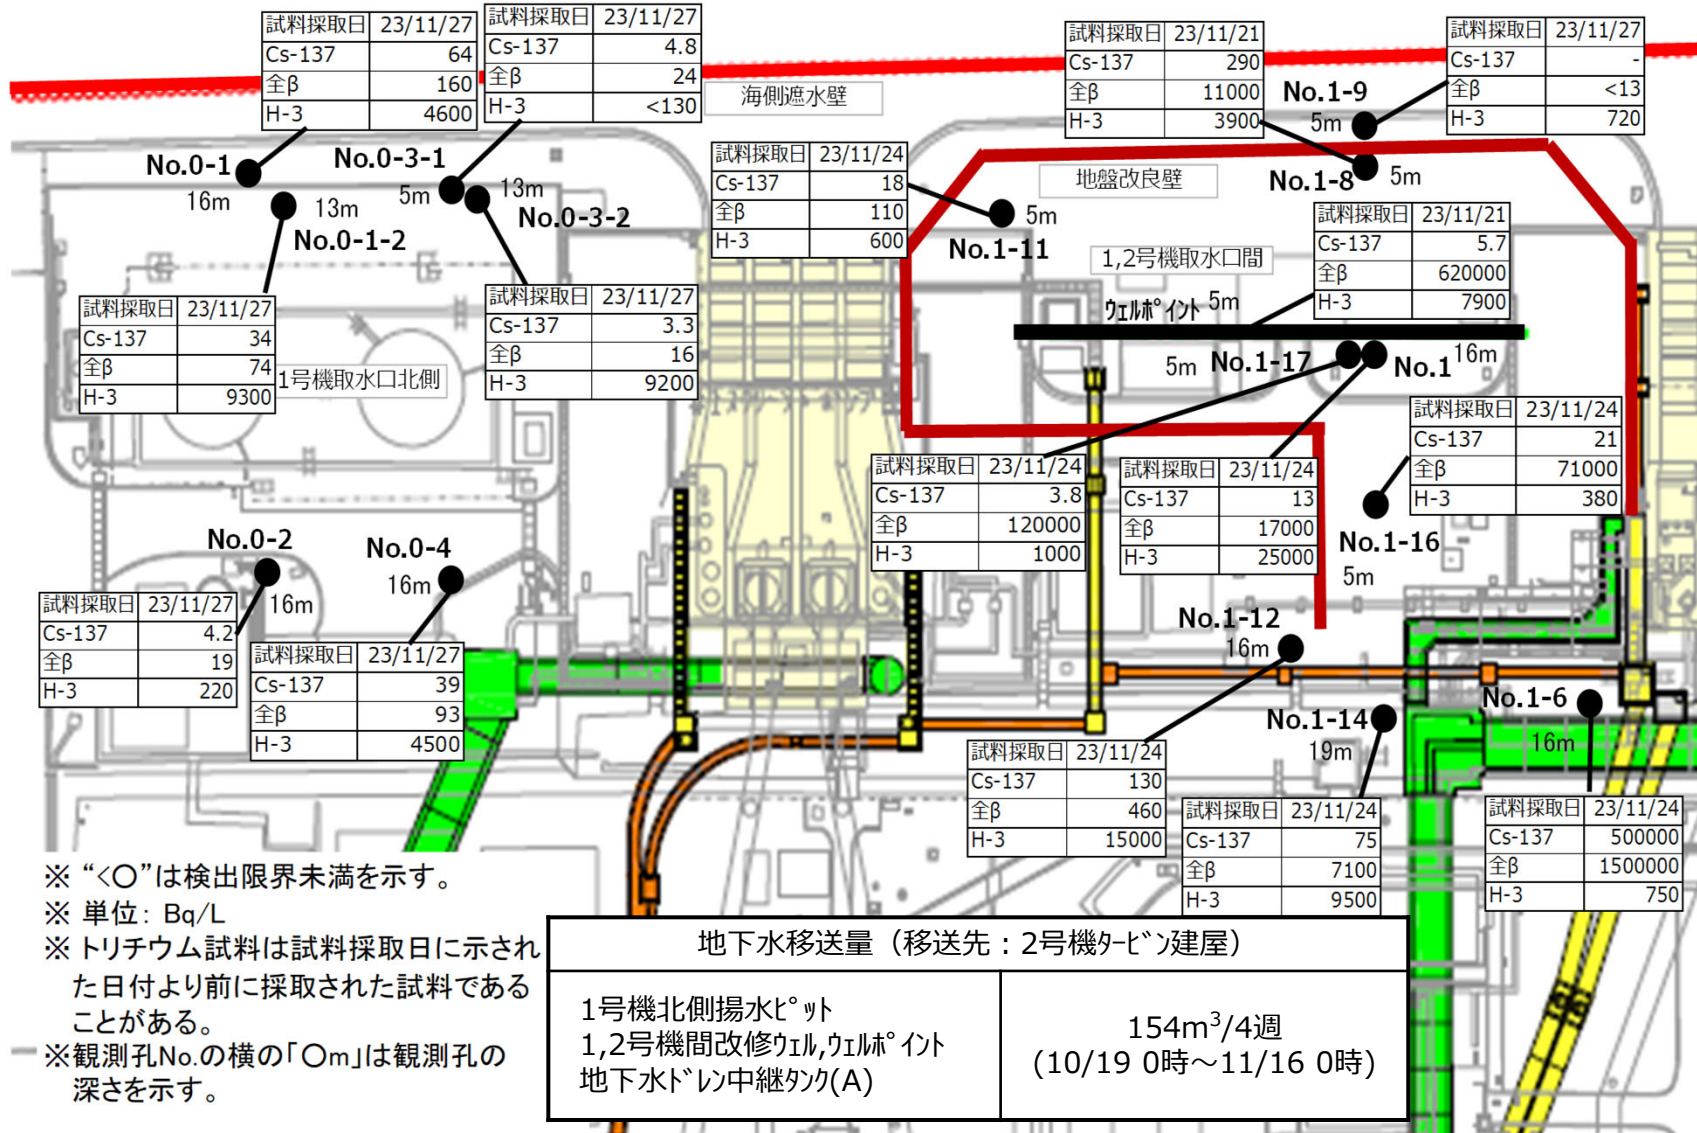 試料採取日 23/11/27
Cs-137 64
全β 160
H-3 4600
試料採取日 23/11/27
Cs-137 4.8
全β 24
H-3 <130
海側遮水壁
試料採取日 23/11/21
Cs-137 290
全β 11000
H-3 3900
試料採取日 23/11/27
Cs-137 -
全β <13
H-3 720
No.1-9
5m
No.0-1
16m
No.0-3-1
5m
13m
No.0-3-2
13m
No.0-1-2
試料採取日 23/11/24
Cs-137 18
全β 110
H-3 600
5m
No.1-11
地盤改良壁
No.1-8
5m
試料採取日 23/11/21
Cs-137 5.7
全β 620000
H-3 7900
1,2号機取水口間
ウェルポイント 5m
試料採取日 23/11/27
Cs-137 34
全β 74
H-3 9300
1号機取水口北側
試料採取日 23/11/27
Cs-137 3.3
全β 16
H-3 9200
5m No.1-17
No.1
16m
試料採取日 23/11/24
Cs-137 21
全β 71000
H-3 380
試料採取日 23/11/24
Cs-137 3.8
全β 120000
H-3 1000
試料採取日 23/11/24
Cs-137 13
全β 17000
H-3 25000
No.1-16
5m
No.0-2
16m
No.0-4
16m
試料採取日 23/11/27
Cs-137 4.2
全β 19
H-3 220
試料採取日 23/11/27
Cs-137 39
全β 93
H-3 4500
No.1-12
16m
No.1-14
19m
No.1-6
16m
試料採取日 23/11/24
Cs-137 130
全β 460
H-3 15000
試料採取日 23/11/24
Cs-137 75
全β 7100
H-3 9500
試料採取日 23/11/24
Cs-137 500000
全β 1500000
H-3 750
※ “<○”は検出限界未満を示す。
※ 単位: Bq/L
※ トリチウム試料は試料採取日に示され
た日付より前に採取された試料である
ことがある。
※観測孔No.の横の「○m」は観測孔の
深さを示す。
地下水移送量（移送先：2号機ﾀｰﾋﾞﾝ建屋）
1号機北側揚水ﾋﾟｯﾄ
1,2号機間改修ｳｪﾙ,ｳｪﾙﾎﾟｲﾝﾄ
地下水ﾄﾞﾚﾝ中継ﾀﾝｸ(A)
154m³/4週
(10/19 0時～11/16 0時)